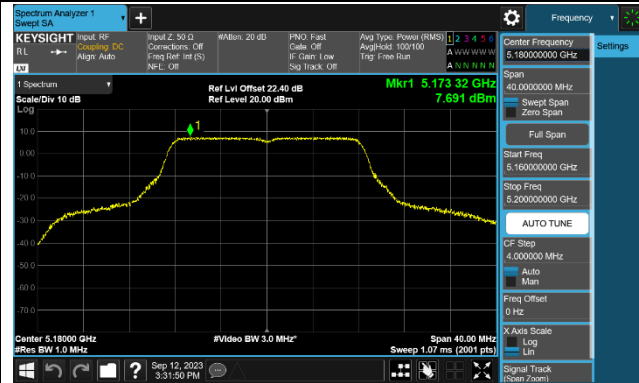 Spectrum Analyzer 1
Swept SA
Frequency
KEYSIGHT Input: RF Input Z: 50 Ω #Atten: 20 dB PNO: Fast Avg Type: Power (RMS) 1 2 3 4 5 6
RL Coupling: DC Corrections: Off Gate: Off Avg|Hold: 100/100 A W W W W W
Align: Auto Freq Ref: Int (S) IF Gain: Low Trig: Free Run
NFE: Off Sig Track: Off A N N N N N
LXI
1 Spectrum
Scale/Div 10 dB
Ref Lvl Offset 22.40 dB
Ref Level 20.00 dBm
Mkr1 5.173 32 GHz
7.691 dBm
Log
1
10.0
0.00
-10.0
-20.0
-30.0
-40.0
-50.0
-60.0
-70.0
Center 5.18000 GHz #Video BW 3.0 MHz* Span 40.00 MHz
#Res BW 1.0 MHz Sweep 1.07 ms (2001 pts)
Sep 12, 2023
3:31:50 PM
Center Frequency
5.180000000 GHz
Settings
Span
40.0000000 MHz
Swept Span
Zero Span
Full Span
Start Freq
5.160000000 GHz
Stop Freq
5.200000000 GHz
AUTO TUNE
CF Step
4.000000 MHz
Auto
Man
Freq Offset
0 Hz
X Axis Scale
Log
Lin
Signal Track
(Span Zoom)